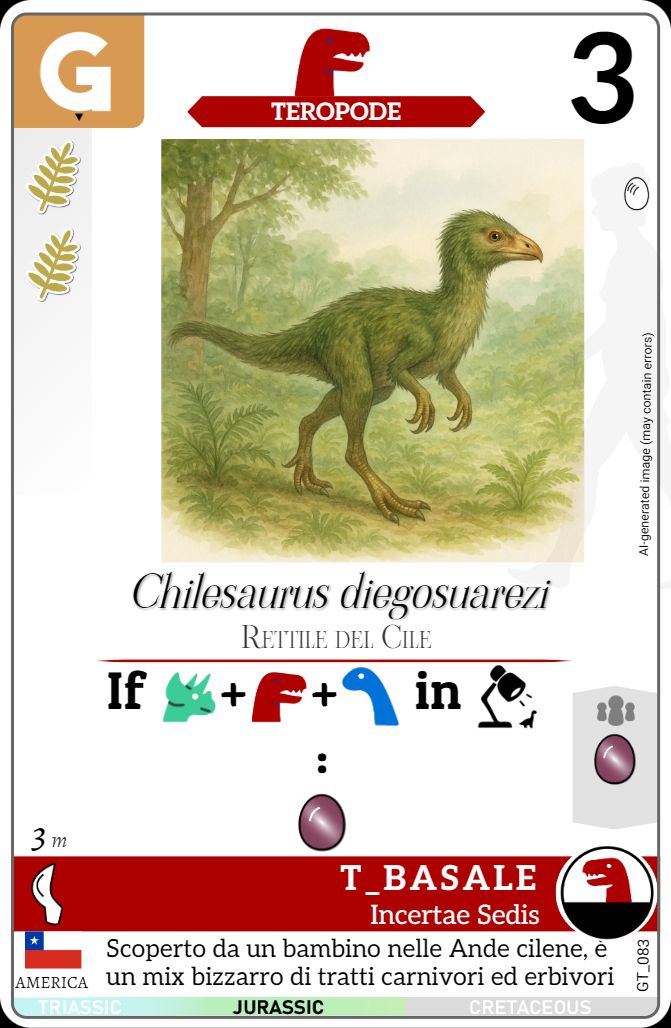 G
TEROPODE
3
AI-generated image (may contain errors)
Chilesaurus diegosuarezi
Rettile del Cile
If + + in
:
3 m
T_BASALE
Incertae Sedis
AMERICA
Scoperto da un bambino nelle Ande cilene, è
un mix bizzarro di tratti carnivori ed erbivori
GT_083
TRIASSIC
JURASSIC
CRETACEOUS